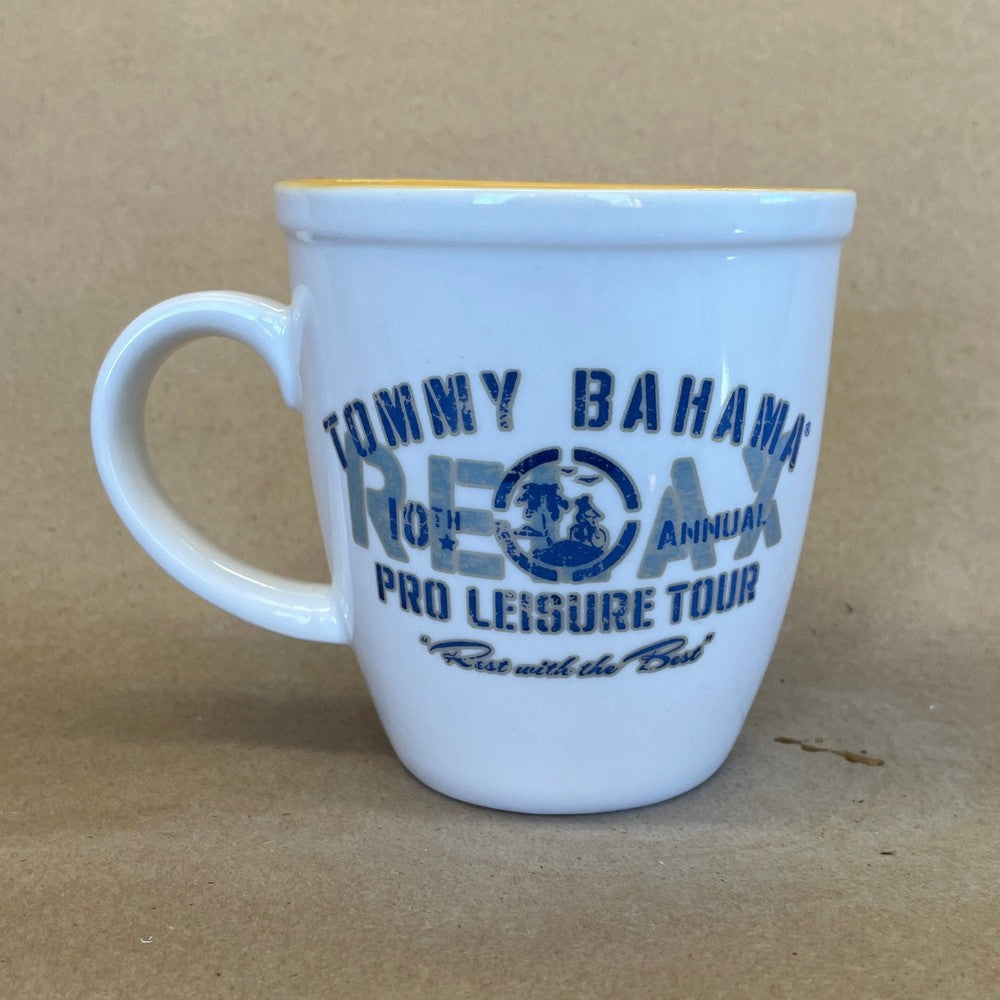 TOMMY BAHAMA®
RELAX
10TH ANNUAL
PRO LEISURE TOUR
"Rest with the Best"